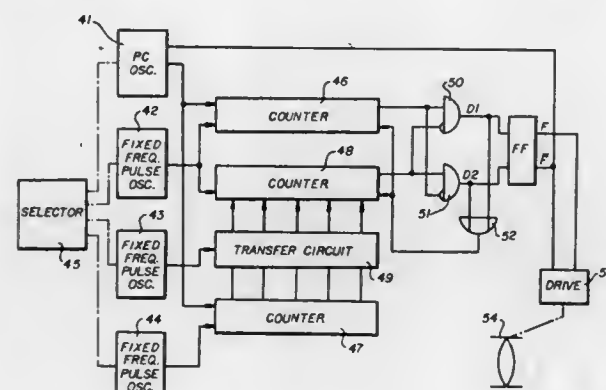 41
PC
OSC.
42
FIXED
FREQ.
PULSE
OSC.
SELECTOR
45
43
FIXED
FREQ.
PULSE
OSC.
44
FIXED
FREQ.
PULSE
OSC.
46
COUNTER
48
COUNTER
TRANSFER CIRCUIT
49
COUNTER
47
50
D1
D2
51
52
FF
F
F̄
DRIVE
54